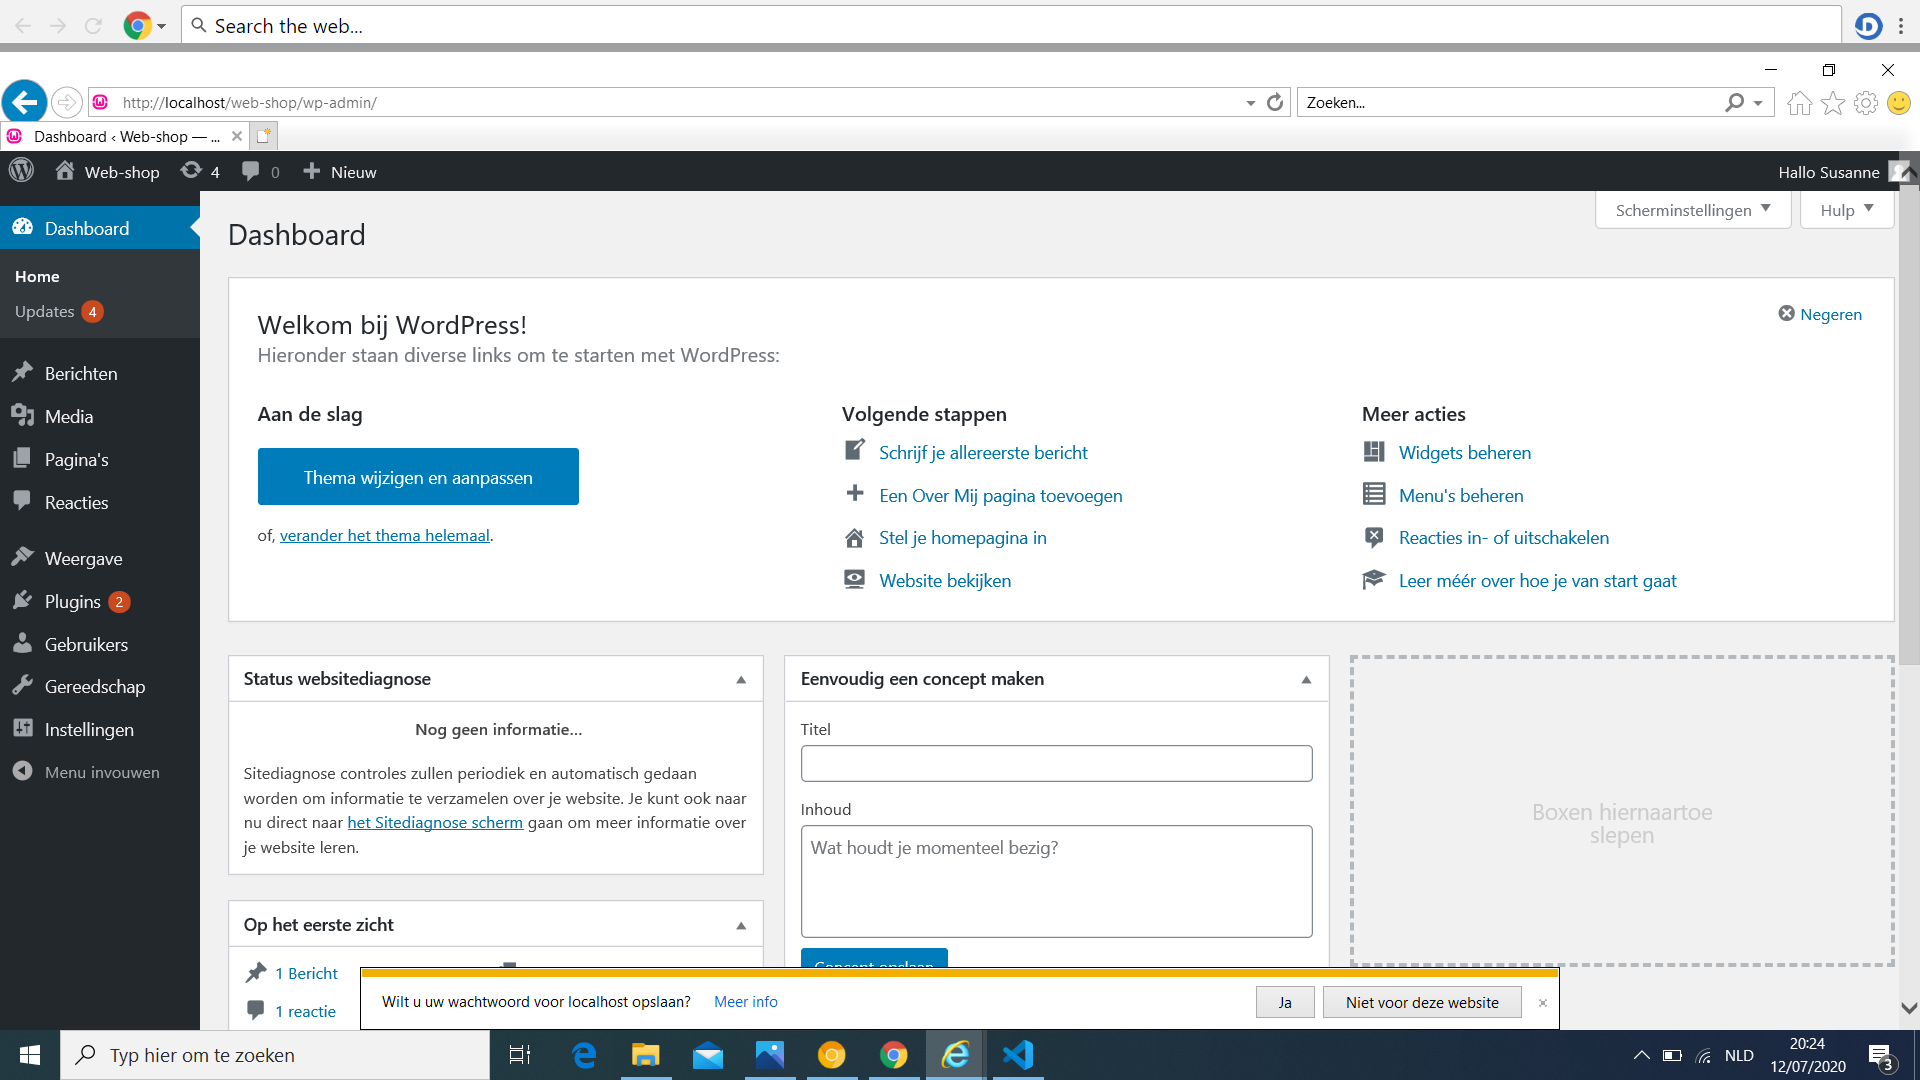 Search the web...
http://localhost/web-shop/wp-admin/
Zoeken...
Dashboard ‹ Web-shop — ...
Web-shop
4
0
Nieuw
Hallo Susanne
Dashboard
Home
Updates 4
Berichten
Media
Pagina's
Reacties
Weergave
Plugins 2
Gebruikers
Gereedschap
Instellingen
Menu invouwen
Scherminstellingen
Hulp
Dashboard
Welkom bij WordPress!
Hieronder staan diverse links om te starten met WordPress:
Negeren
Aan de slag
Thema wijzigen en aanpassen
of, verander het thema helemaal.
Volgende stappen
Schrijf je allereerste bericht
Een Over Mij pagina toevoegen
Stel je homepagina in
Website bekijken
Meer acties
Widgets beheren
Menu's beheren
Reacties in- of uitschakelen
Leer méér over hoe je van start gaat
Status websitediagnose
Nog geen informatie...
Sitediagnose controles zullen periodiek en automatisch gedaan
worden om informatie te verzamelen over je website. Je kunt ook naar
nu direct naar het Sitediagnose scherm gaan om meer informatie over
je website leren.
Op het eerste zicht
1 Bericht
1 reactie
Eenvoudig een concept maken
Titel
Inhoud
Wat houdt je momenteel bezig?
Concept opslaan
Boxen hiernaartoe
slepen
Wilt u uw wachtwoord voor localhost opslaan?
Meer info
Ja
Niet voor deze website
Typ hier om te zoeken
NLD
20:24
12/07/2020
3